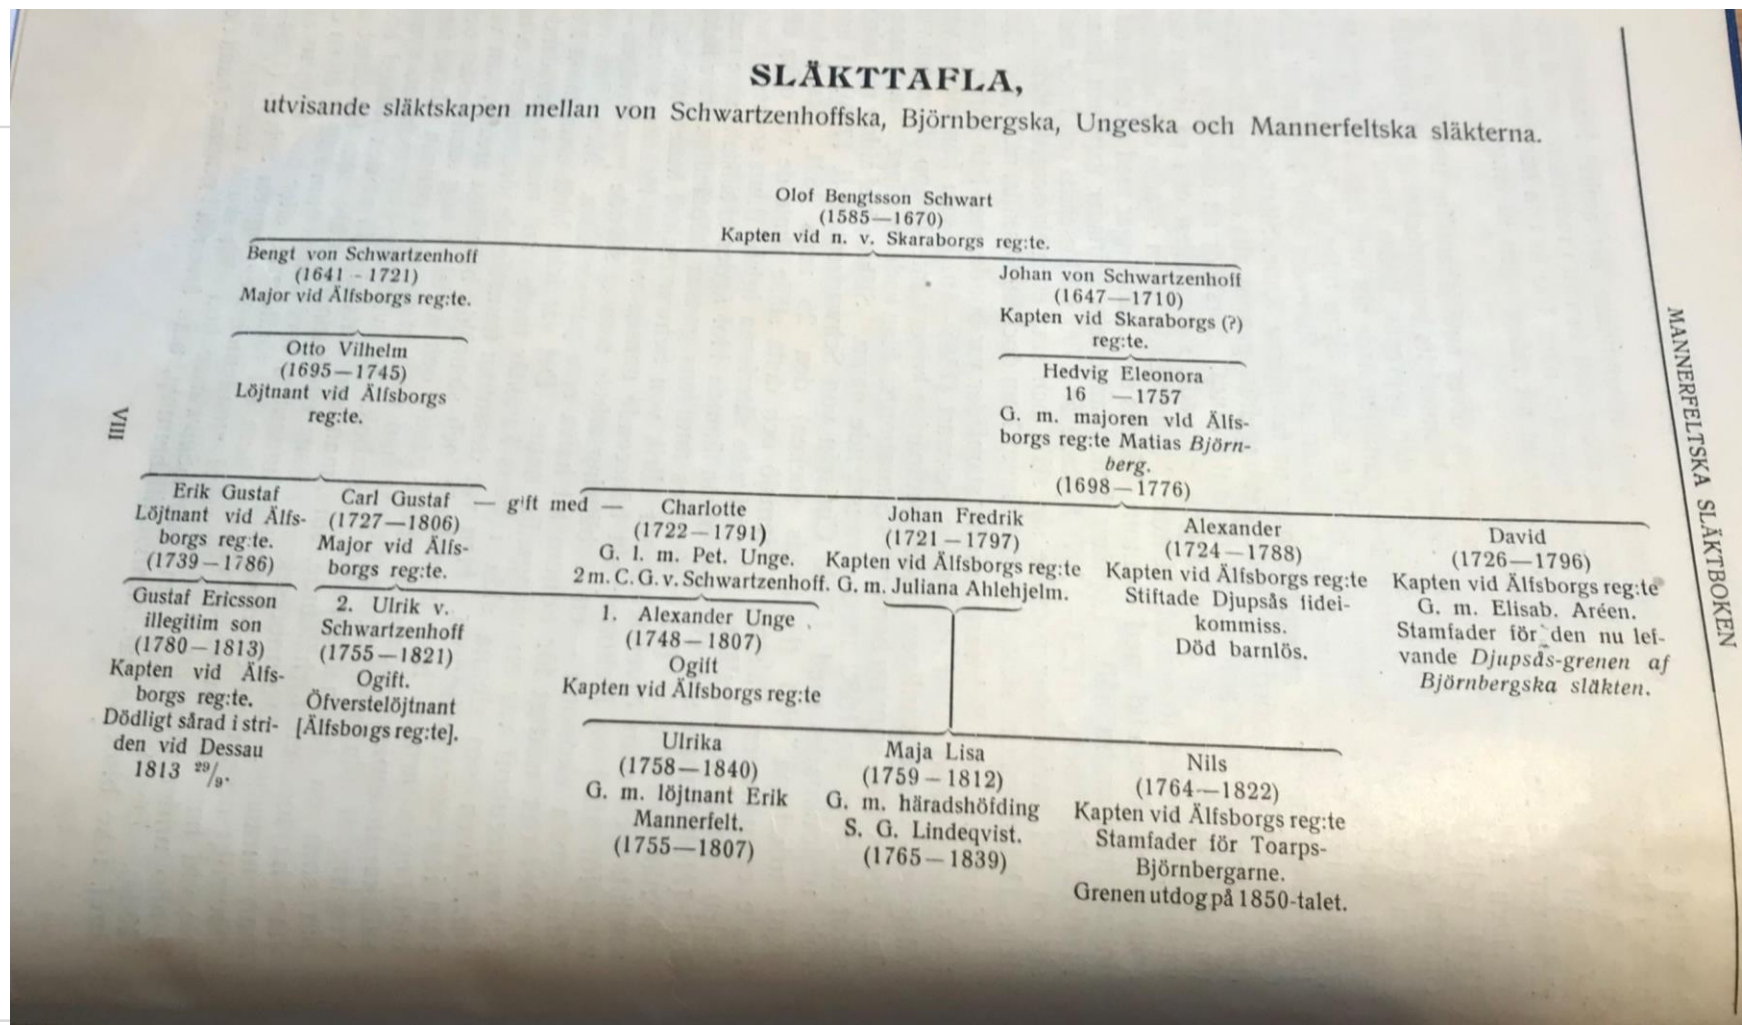 SLÄKTTAFLA,
utvisande släktskapen mellan von Schwartzenhoffska, Björnbergska, Ungeska och Mannerfeltska släkterna.
Olof Bengtsson Schwart
(1585—1670)
Kapten vid n. v. Skaraborgs reg:te.
Bengt von Schwartzenhoff
(1641 - 1721)
Major vid Älfsborgs reg:te.
Johan von Schwartzenhoff
(1647—1710)
Kapten vid Skaraborgs (?)
reg:te.
Otto Vilhelm
(1695—1745)
Löjtnant vid Älfsborgs
reg:te.
Hedvig Eleonora
16 —1757
G. m. majoren vld Älfs-
borgs reg:te Matias Björn-
berg.
(1698—1776)
Erik Gustaf
Löjtnant vid Älfs-
borgs reg:te.
(1739—1786)
Carl Gustaf — gift med —
(1727—1806)
Major vid Älfs-
borgs reg:te.
Charlotte
(1722—1791)
G. 1. m. Pet. Unge.
2 m. C. G. v. Schwartzenhoff.
Johan Fredrik
(1721—1797)
Kapten vid Älfsborgs reg:te
G. m. Juliana Ahlehjelm.
Alexander
(1724—1788)
Kapten vid Älfsborgs reg:te
Stiftade Djupsås fidei-
kommiss.
Död barnlös.
David
(1726—1796)
Kapten vid Älfsborgs reg:te
G. m. Elisab. Aréen.
Stamfader för den nu lef-
vande Djupsås-grenen af
Björnbergska släkten.
Gustaf Ericsson
illegitim son
(1780—1813)
Kapten vid Älfs-
borgs reg:te.
Dödligt sårad i stri-
den vid Dessau
1813 29/9.
2. Ulrik v.
Schwartzenhoff
(1755—1821)
Ogift.
Öfverstelöjtnant
[Älfsborgs reg:te].
1. Alexander Unge
(1748—1807)
Ogift
Kapten vid Älfsborgs reg:te
Ulrika
(1758—1840)
G. m. löjtnant Erik
Mannerfelt.
(1755—1807)
Maja Lisa
(1759—1812)
G. m. häradshöfding
S. G. Lindeqvist.
(1765—1839)
Nils
(1764—1822)
Kapten vid Älfsborgs reg:te
Stamfader för Toarps-
Björnbergarne.
Grenen utdog på 1850-talet.
VIII
MANNERFELTSKA SLÄKTBOKEN